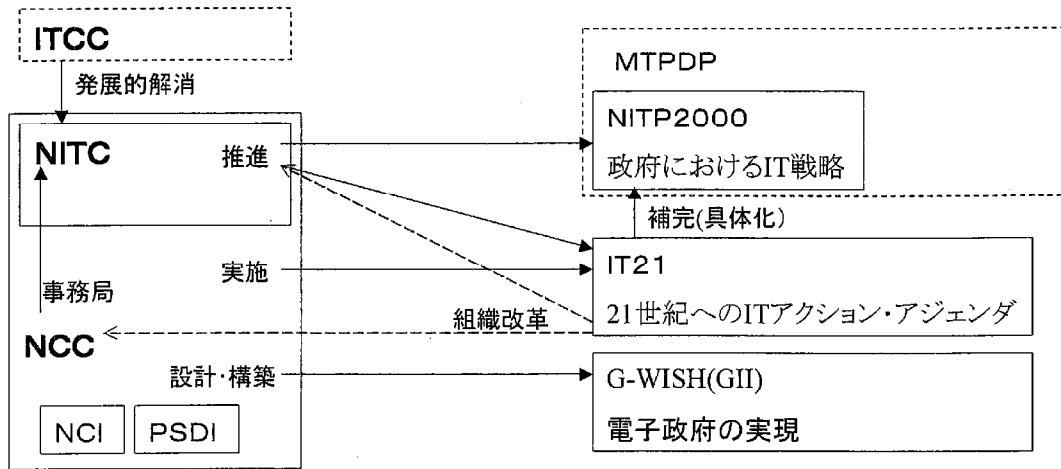 ITCC
発展的解消
NITC
推進
事務局
実施
NCC
設計・構築
NCI
PSDI
組織改革
MTPDP
NITP2000
政府におけるIT戦略
補完(具体化)
IT21
21世紀へのITアクション・アジェンダ
G-WISH(GII)
電子政府の実現